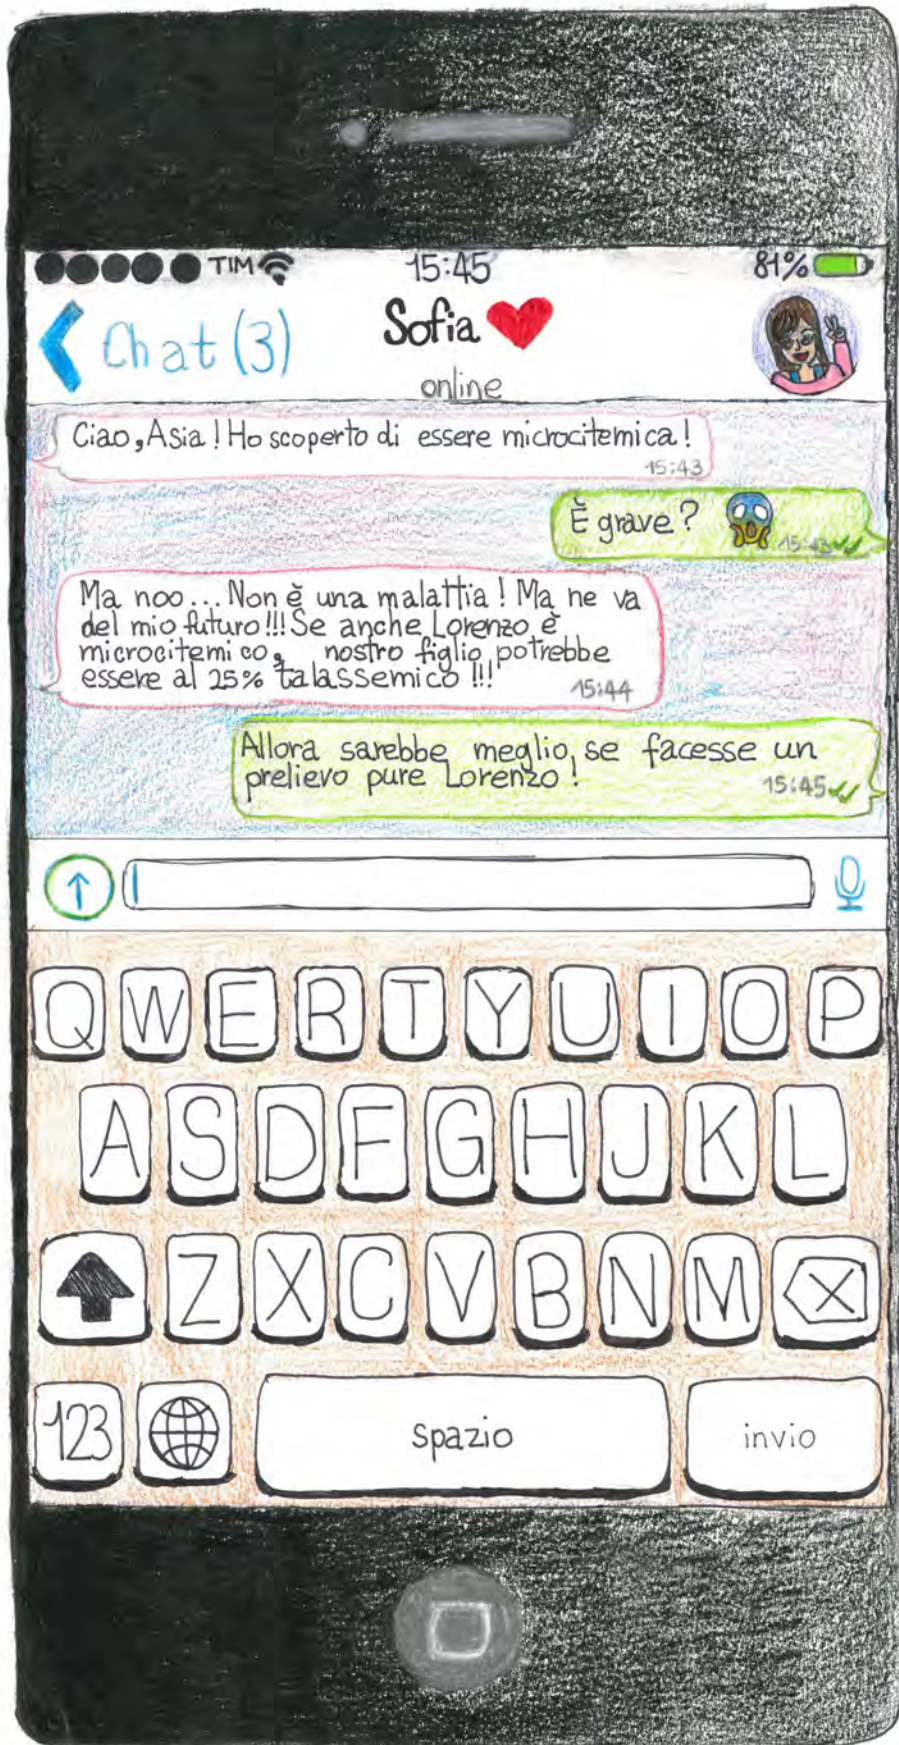 TIM 15:45 81%
Chat (3) Sofia
online
Ciao, Asia! Ho scoperto di essere microcitemica!
15:43
È grave?
15:43
Ma noo... Non è una malattia! Ma ne va
del mio futuro!!! Se anche Lorenzo è
microcitemico, nostro figlio potrebbe
essere al 25% talassemico!!!
15:44
Allora sarebbe meglio, se facesse un
prelievo pure Lorenzo!
15:45
Q W E R T Y U I O P
A S D F G H J K L
Z X C V B N M
123 spazio invio